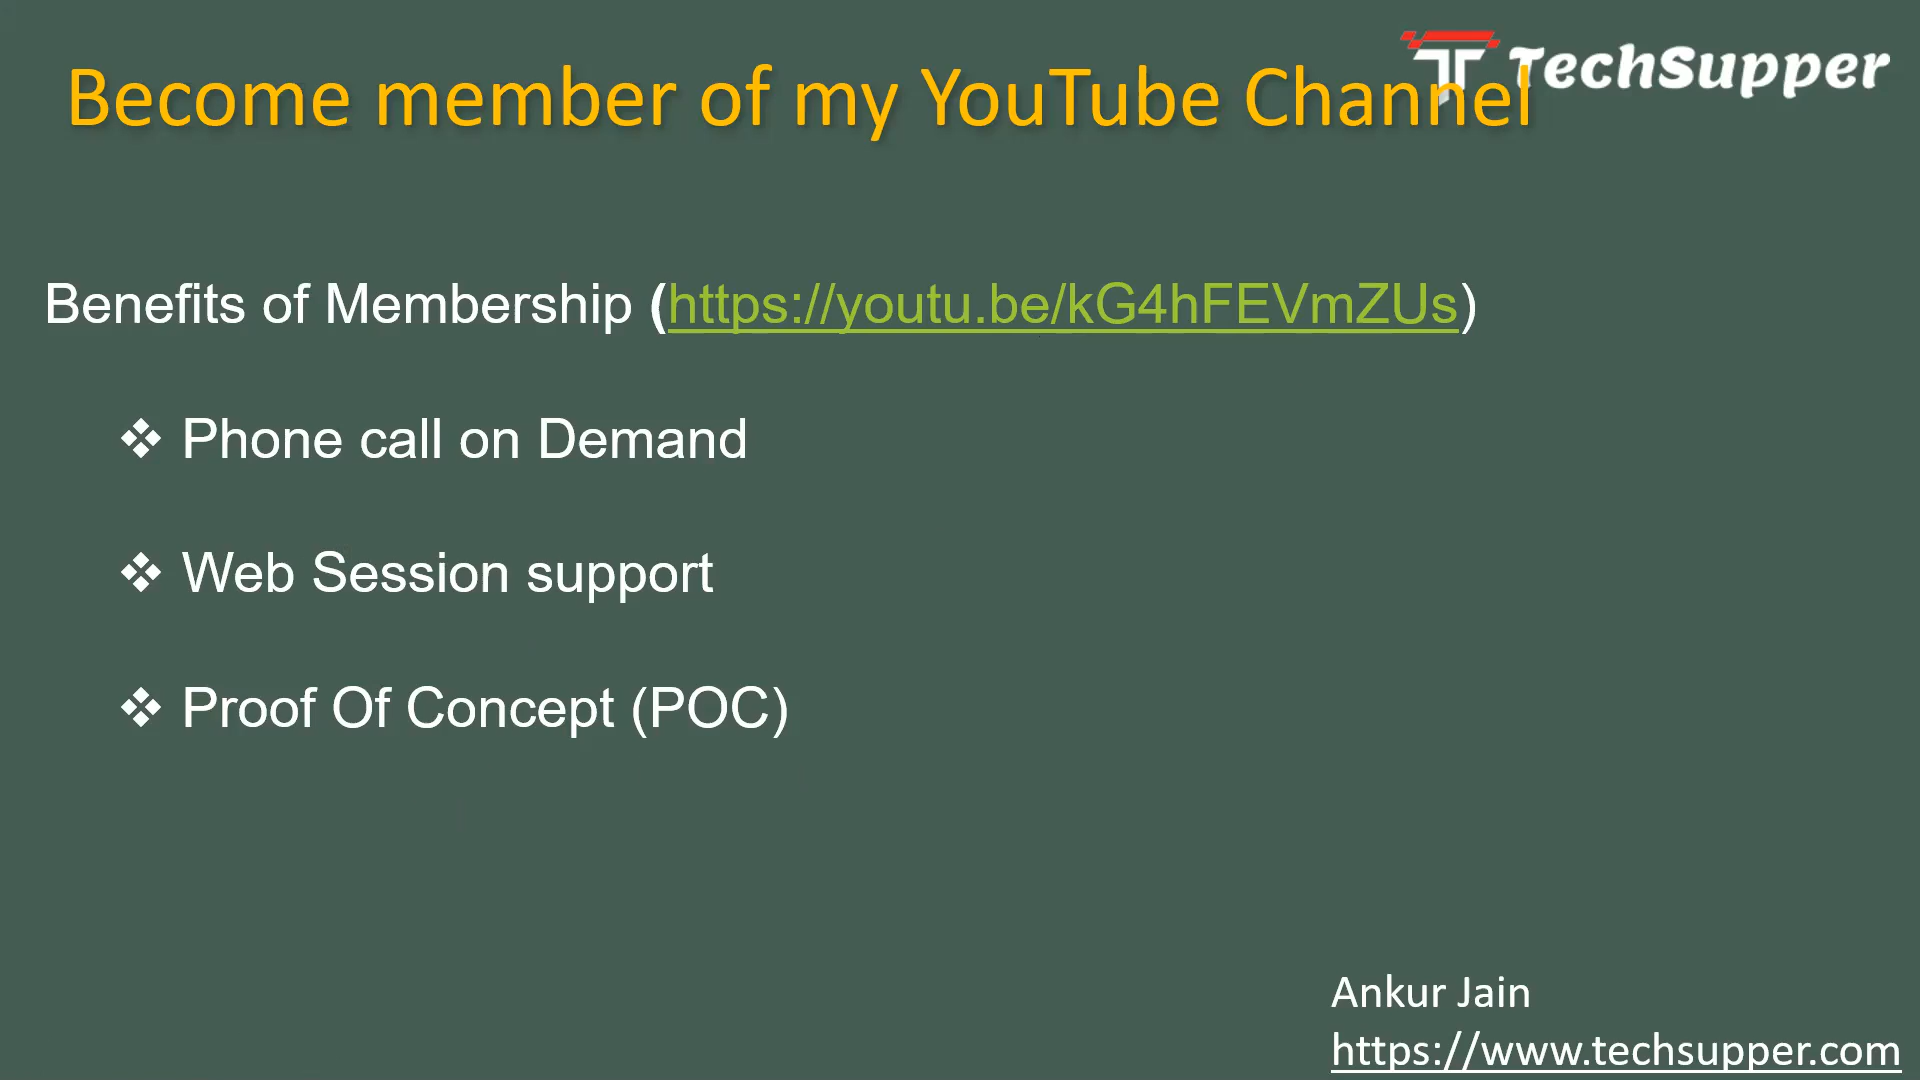 TechSupper
Become member of my YouTube Channel
Benefits of Membership (https://youtu.be/kG4hFEVmZUs)
❖ Phone call on Demand
❖ Web Session support
❖ Proof Of Concept (POC)
Ankur Jain
https://www.techsupper.com